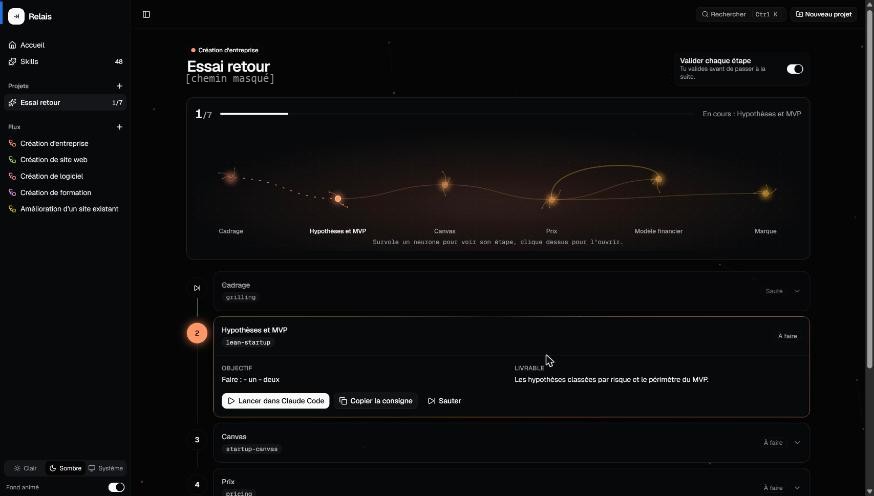 Relais
Rechercher Ctrl K
Nouveau projet
Accueil
Skills 48
Projets
Essai retour 1/7
Flux
Création d'entreprise
Création de site web
Création de logiciel
Création de formation
Amélioration d'un site existant
Clair Sombre Système
Fond animé
Création d'entreprise
Essai retour
[chemin masqué]
Valider chaque étape
Tu valides avant de passer à la
suite.
1/7
En cours : Hypothèses et MVP
Cadrage Hypothèses et MVP Canvas Prix Modèle financier Marque
Survole un neurone pour voir son étape, clique dessus pour l'ouvrir.
Cadrage
grilling
Sauté
2
Hypothèses et MVP
lean-startup
À faire
OBJECTIF
Faire : - un - deux
LIVRABLE
Les hypothèses classées par risque et le périmètre du MVP.
Lancer dans Claude Code Copier la consigne Sauter
3
Canvas
startup-canvas
À faire
4
Prix
pricing
À faire